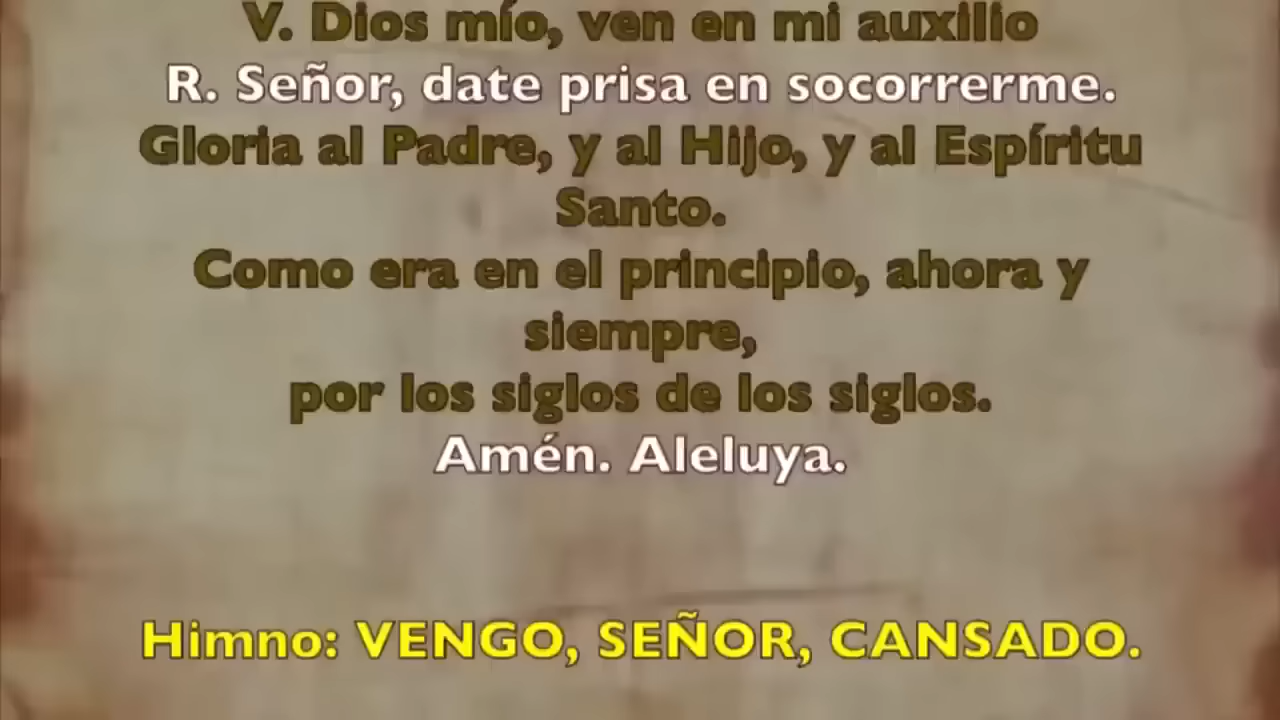 V. Dios mío, ven en mi auxilio
R. Señor, date prisa en socorrerme.
Gloria al Padre, y al Hijo, y al Espíritu
Santo.
Como era en el principio, ahora y
siempre,
por los siglos de los siglos.
Amén. Aleluya.
Himno: VENGO, SEÑOR, CANSADO.